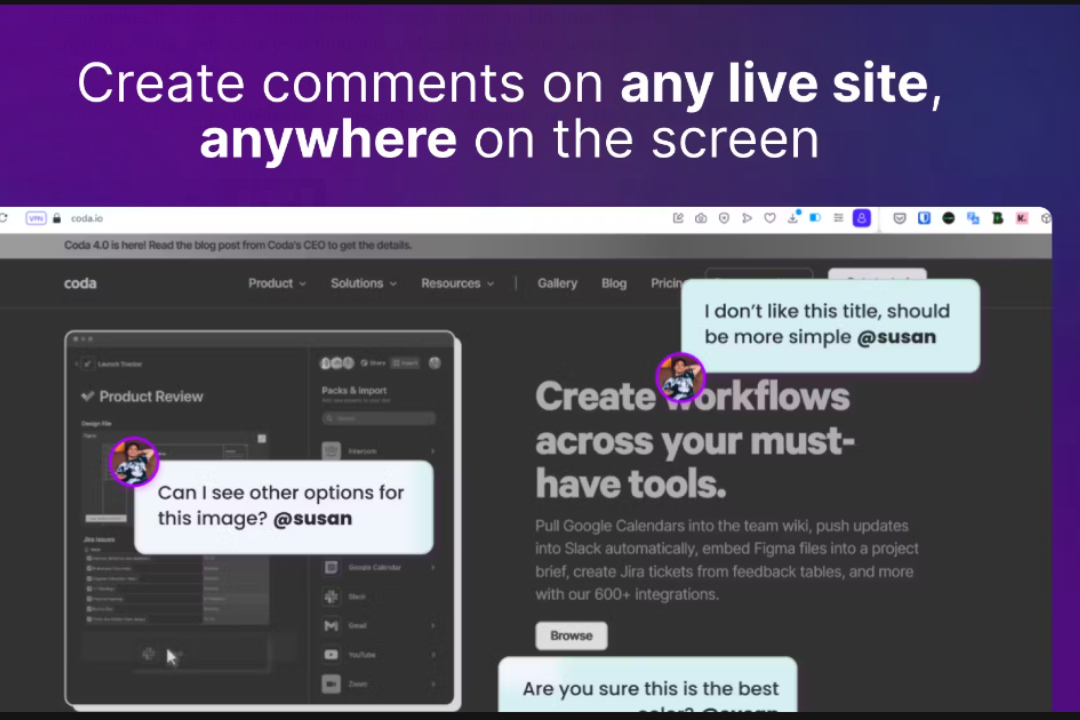 Create comments on any live site,
anywhere on the screen
VPN
coda.io
Coda 4.0 is here! Read the blog post from Coda's CEO to get the details.
coda
Product
Solutions
Resources
Gallery
Blog
Pricin
I don't like this title, should
be more simple @susan
Launch Tracker
Share
Insert
Product Review
Packs & Import
Search
Design File
Figma
Intercom
Can I see other options for
this image? @susan
Jira Issues
Google Calendar
Slack
Gmail
YouTube
Zoom
Create workflows
across your must-
have tools.
Pull Google Calendars into the team wiki, push updates
into Slack automatically, embed Figma files into a project
brief, create Jira tickets from feedback tables, and more
with our 600+ integrations.
Browse
Are you sure this is the best
color? @susan